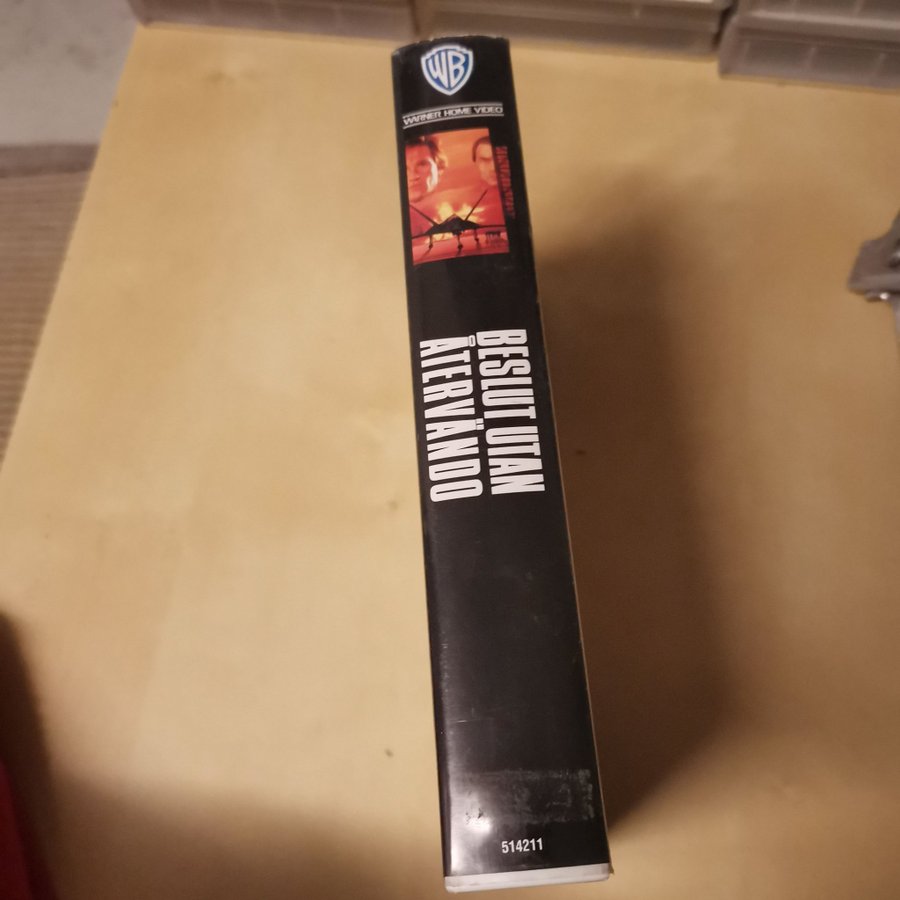 WB
WARNER HOME VIDEO
BESLUT UTAN
ÅTERVÄNDO
514211